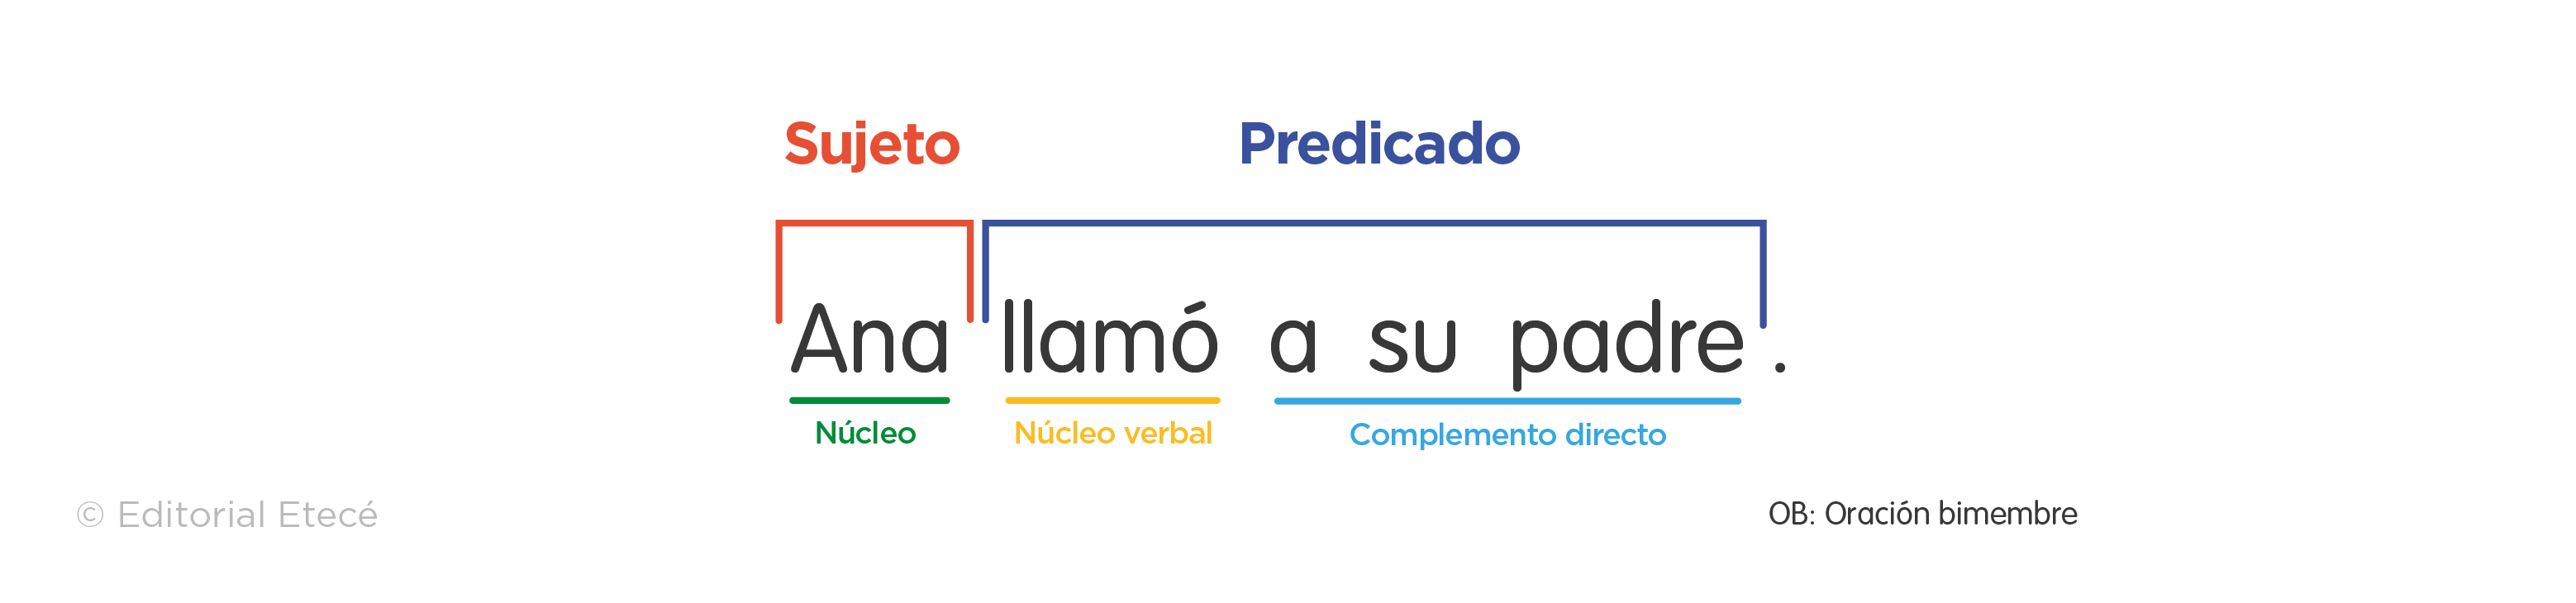 Sujeto Predicado
Ana llamó a su padre .
Núcleo Núcleo verbal Complemento directo
© Editorial Etecé
OB: Oración bimembre